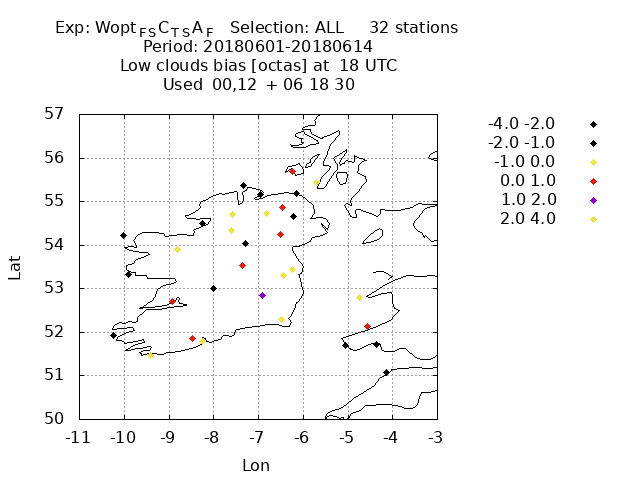 Exp: Wopt FS C TS A F Selection: ALL 32 stations
Period: 20180601-20180614
Low clouds bias [octas] at 18 UTC
Used 00,12 + 06 18 30
57
56
55
54
53
52
51
50
Lat
-11 -10 -9 -8 -7 -6 -5 -4 -3
Lon
-4.0 -2.0
-2.0 -1.0
-1.0 0.0
0.0 1.0
1.0 2.0
2.0 4.0